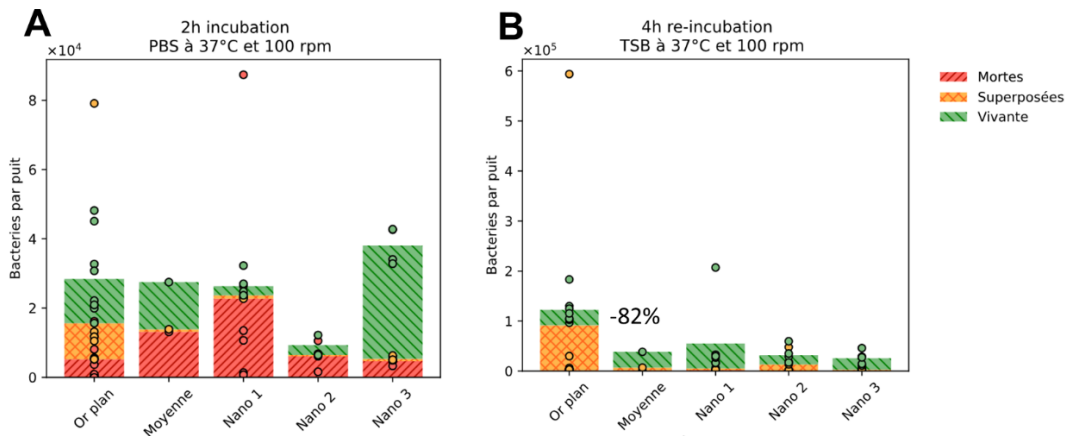 A
2h incubation
PBS à 37°C et 100 rpm
×10⁴
Bacteries par puit
8
6
4
2
0
Or plan
Moyenne
Nano 1
Nano 2
Nano 3
B
4h re-incubation
TSB à 37°C et 100 rpm
×10⁵
Bacteries par puit
6
5
4
3
2
1
0
-82%
Or plan
Moyenne
Nano 1
Nano 2
Nano 3
Mortes
Superposées
Vivante